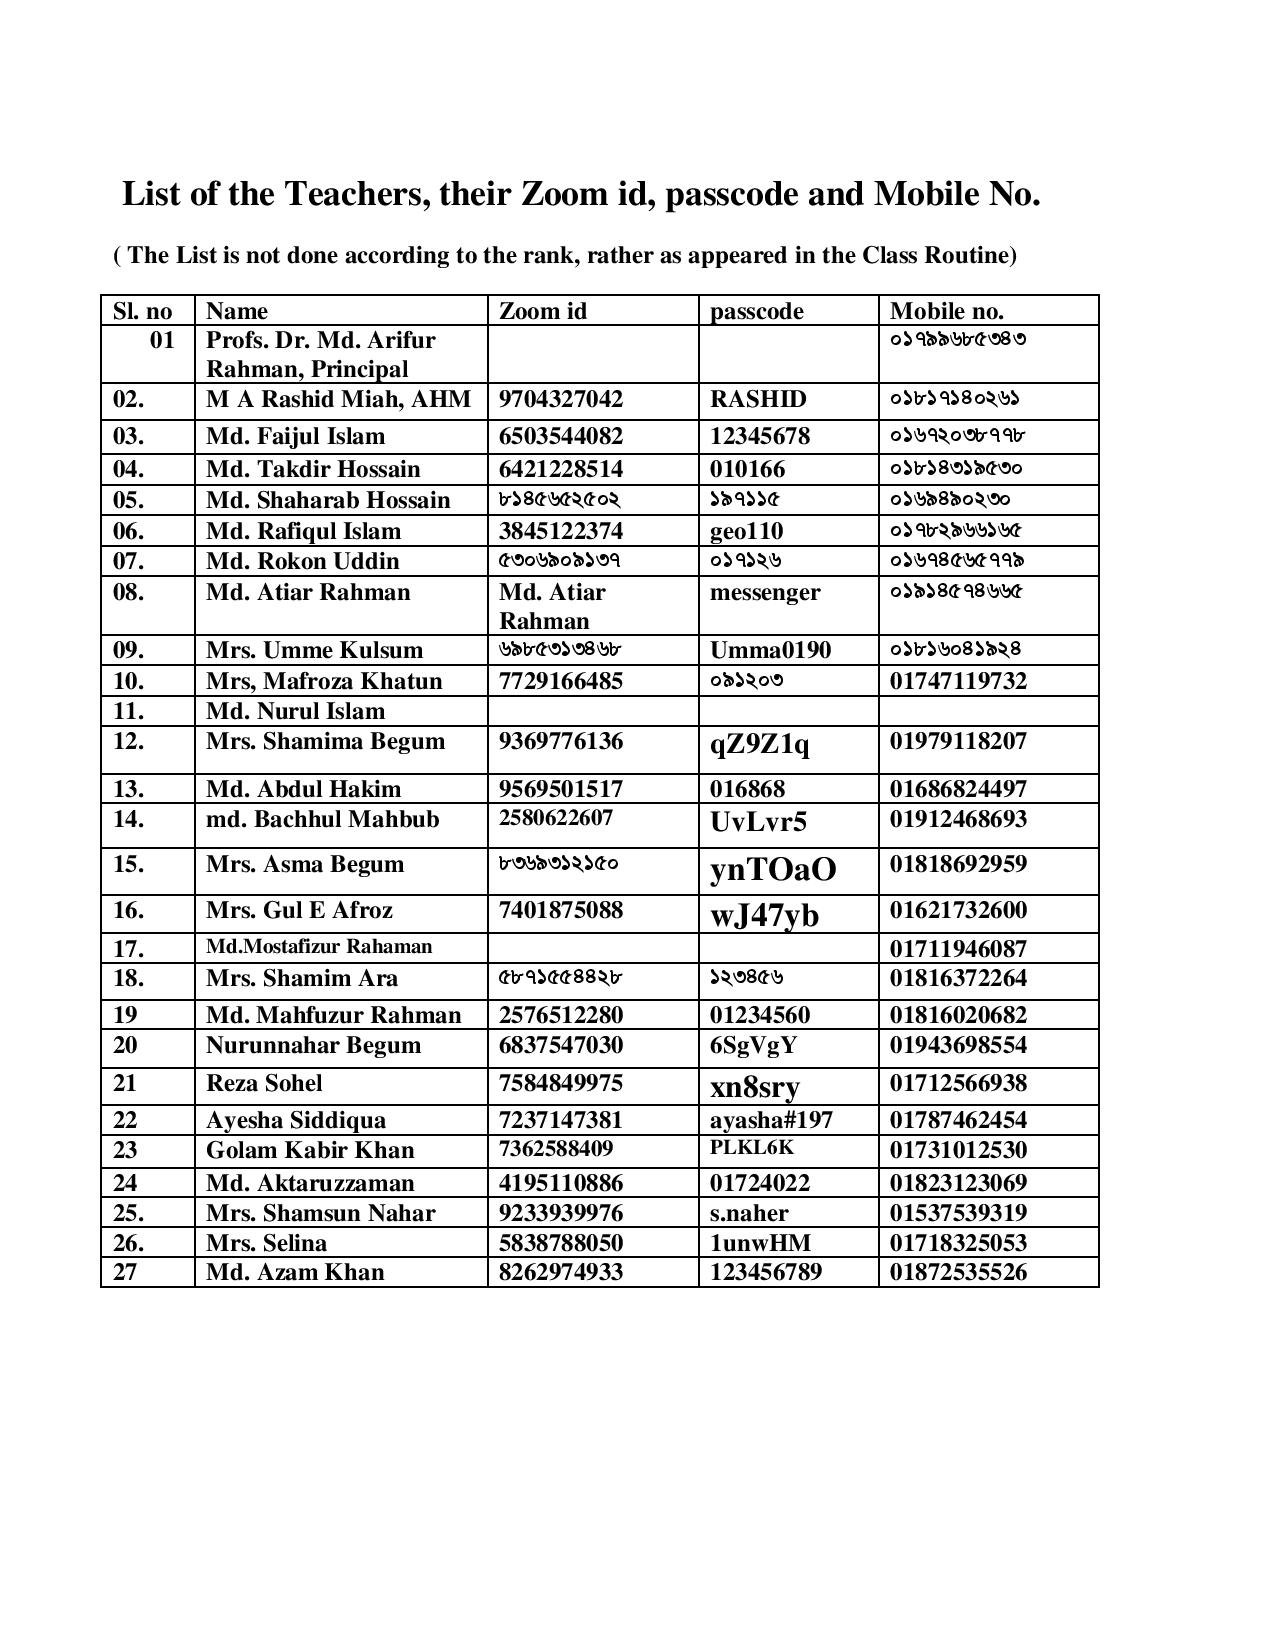 List of the Teachers, their Zoom id, passcode and Mobile No.
( The List is not done according to the rank, rather as appeared in the Class Routine)
Sl. no Name Zoom id passcode Mobile no.
01 Profs. Dr. Md. Arifur ০১৭৯৯৬৮৫৩৪৩
Rahman, Principal
02. M A Rashid Miah, AHM 9704327042 RASHID ০১৮১৭১৪০২৬১
03. Md. Faijul Islam 6503544082 12345678 ০১৬৭২০৩৮৭৭৮
04. Md. Takdir Hossain 6421228514 010166 ০১৮১৪৩১৯৫৩০
05. Md. Shaharab Hossain ৮১৪৫৬৫২৫০২ ১৯৭১১৫ ০১৬৯৪৯০২৩০
06. Md. Rafiqul Islam 3845122374 geo110 ০১৭৮২৯৬৬১৬৫
07. Md. Rokon Uddin ৫৩০৬৯০৯১৩৭ ০১৭১২৬ ০১৬৭৪৫৬৫৭৭৯
08. Md. Atiar Rahman Md. Atiar messenger ০১৯১৪৫৭৪৬৬৫
Rahman
09. Mrs. Umme Kulsum ৬৯৮৫৩১৩৪৬৮ Umma0190 ০১৮১৬০৪১৯২৪
10. Mrs, Mafroza Khatun 7729166485 ০৯১২০৩ 01747119732
11. Md. Nurul Islam
12. Mrs. Shamima Begum 9369776136 qZ9Z1q 01979118207
13. Md. Abdul Hakim 9569501517 016868 01686824497
14. md. Bachhul Mahbub 2580622607 UvLvr5 01912468693
15. Mrs. Asma Begum ৮৩৬৯৩১২১৫০ ynTOaO 01818692959
16. Mrs. Gul E Afroz 7401875088 wJ47yb 01621732600
17. Md.Mostafizur Rahaman 01711946087
18. Mrs. Shamim Ara ৫৮৭১৫৫৪৪২৮ ১২৩৪৫৬ 01816372264
19 Md. Mahfuzur Rahman 2576512280 01234560 01816020682
20 Nurunnahar Begum 6837547030 6SgVgY 01943698554
21 Reza Sohel 7584849975 xn8sry 01712566938
22 Ayesha Siddiqua 7237147381 ayasha#197 01787462454
23 Golam Kabir Khan 7362588409 PLKL6K 01731012530
24 Md. Aktaruzzaman 4195110886 01724022 01823123069
25. Mrs. Shamsun Nahar 9233939976 s.naher 01537539319
26. Mrs. Selina 5838788050 1unwHM 01718325053
27 Md. Azam Khan 8262974933 123456789 01872535526